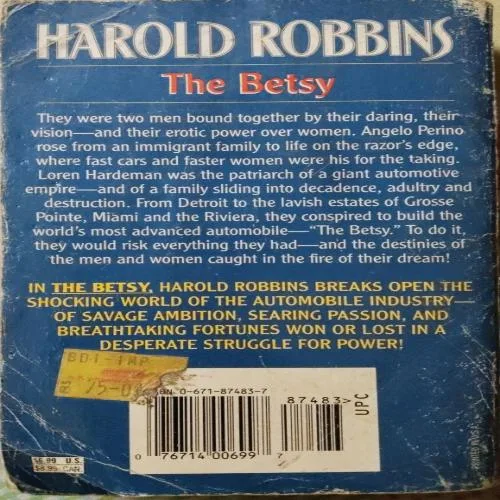 HAROLD ROBBINS
The Betsy
They were two men bound together by their daring, their
vision—and their erotic power over women. Angelo Perino
rose from an immigrant family to life on the razor's edge,
where fast cars and faster women were his for the taking.
Loren Hardeman was the patriarch of a giant automotive
empire—and of a family sliding into decadence, adultry and
destruction. From Detroit to the lavish estates of Grosse
Pointe, Miami and the Riviera, they conspired to build the
world's most advanced automobile—“The Betsy.” To do it,
they would risk everything they had—and the destinies of
the men and women caught in the fire of their dream!
IN THE BETSY, HAROLD ROBBINS BREAKS OPEN THE
SHOCKING WORLD OF THE AUTOMOBILE INDUSTRY—
OF SAVAGE AMBITION, SEARING PASSION, AND
BREATHTAKING FORTUNES WON OR LOST IN A
DESPERATE STRUGGLE FOR POWER!
BDI-IMP
BN 0-671-87483-7
87483>
UPC
0 76714 00699 7
$6.99 U.S.
$8.99 CAN.